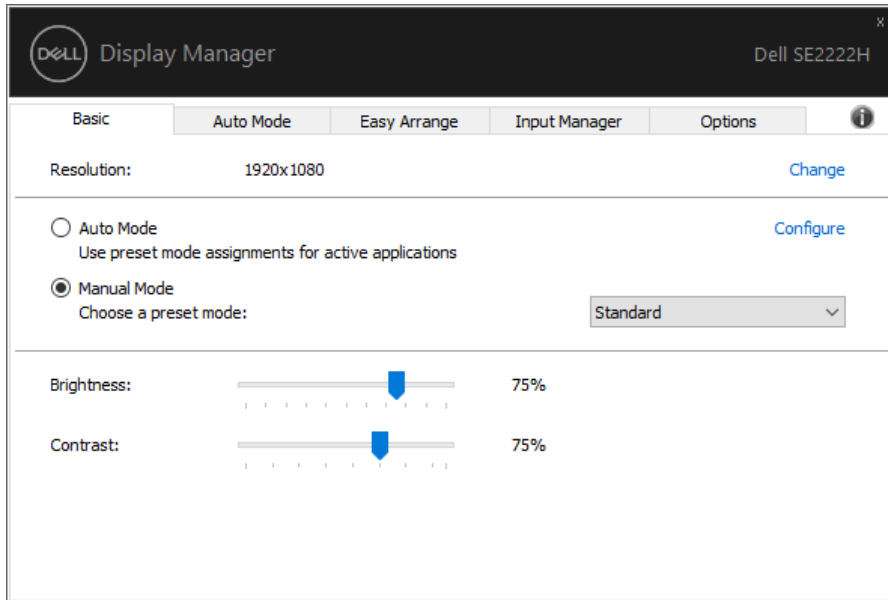 x
DELL Display Manager Dell SE2222H
Basic Auto Mode Easy Arrange Input Manager Options i
Resolution: 1920x1080 Change
Auto Mode Configure
Use preset mode assignments for active applications
Manual Mode
Choose a preset mode: Standard
Brightness: 75%
Contrast: 75%